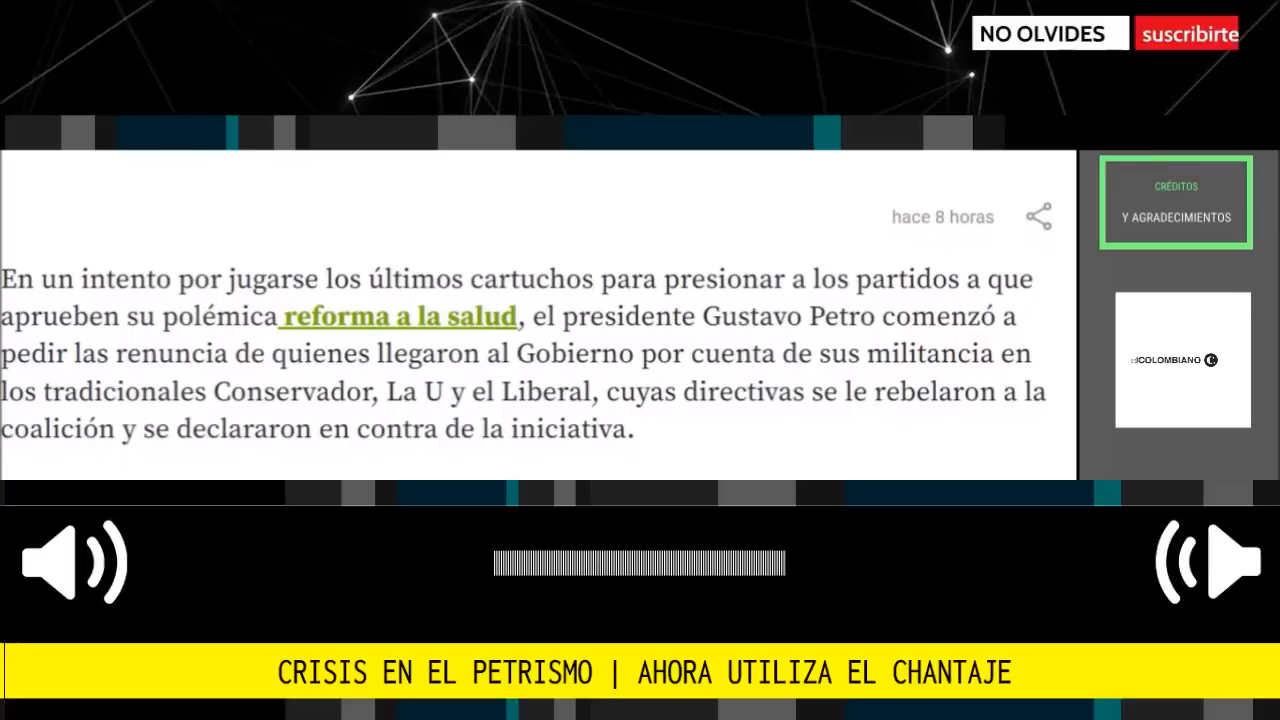 NO OLVIDES
suscribirte
CRÉDITOS
Y AGRADECIMIENTOS
hace 8 horas
En un intento por jugarse los últimos cartuchos para presionar a los partidos a que
aprueben su polémica reforma a la salud, el presidente Gustavo Petro comenzó a
pedir las renuncia de quienes llegaron al Gobierno por cuenta de sus militancia en
los tradicionales Conservador, La U y el Liberal, cuyas directivas se le rebelaron a la
coalición y se declararon en contra de la iniciativa.
COLOMBIANO C
CRISIS EN EL PETRISMO | AHORA UTILIZA EL CHANTAJE